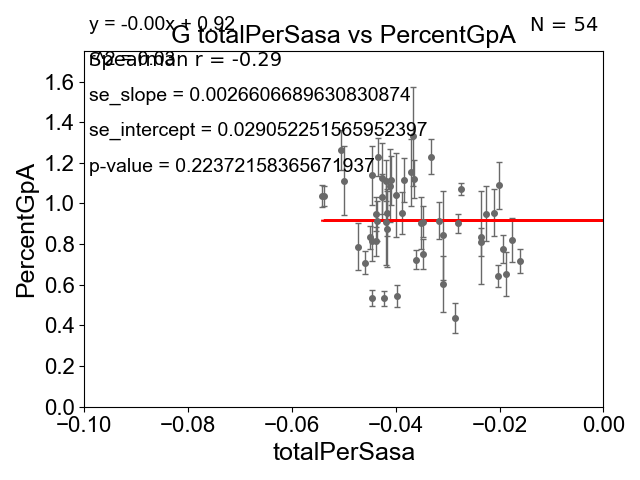 y = -0.00x + 0.92
N = 54
G totalPerSasa vs PercentGpA
Spearman r = -0.29
se_slope = 0.0026606689630830874
se_intercept = 0.029052251565952397
p-value = 0.22372158365671937
PercentGpA
1.6
1.4
1.2
1.0
0.8
0.6
0.4
0.2
0.0
−0.10
−0.08
−0.06
−0.04
−0.02
0.00
totalPerSasa